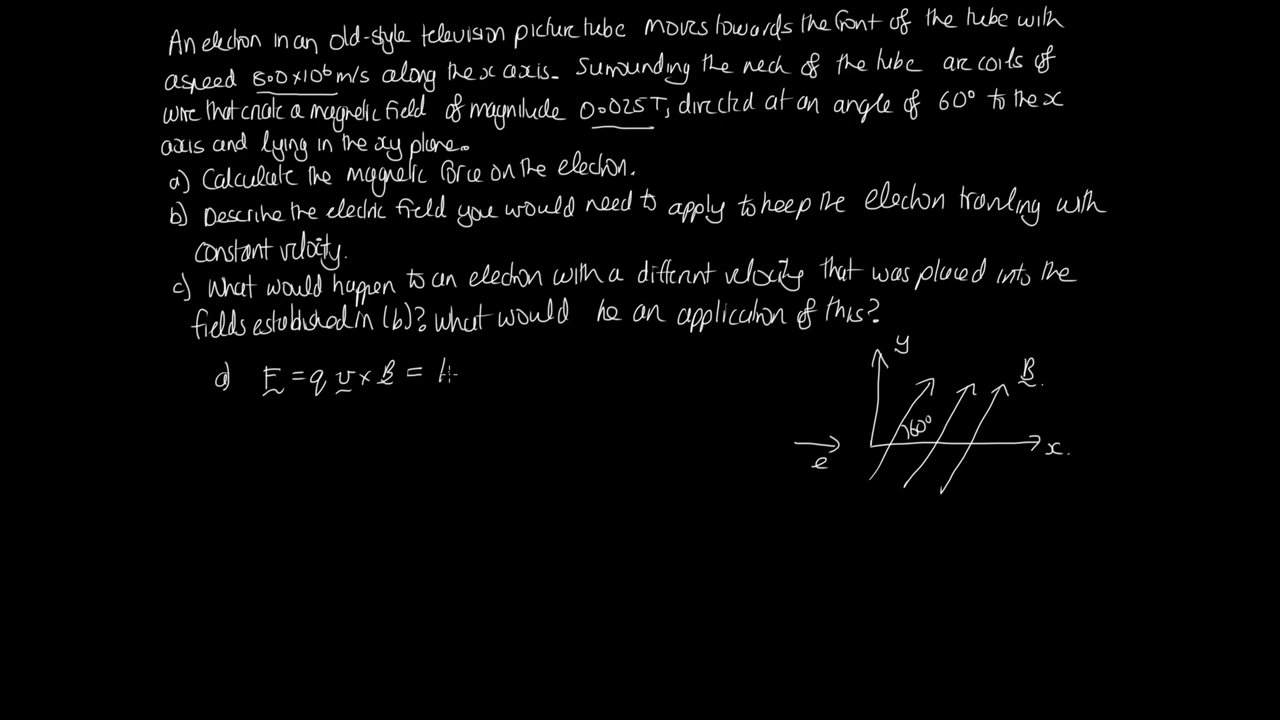 An electron in an old-style television picture tube moves towards the front of the tube with
a speed 8.0×10⁶ m/s along the x axis. Surrounding the neck of the tube are coils of
wire that create a magnetic field of magnitude 0.025T, directed at an angle of 60° to the x
axis and lying in the xy plane.
a) Calculate the magnetic force on the electron.
b) Describe the electric field you would need to apply to keep the electron traveling with
constant velocity.
c) What would happen to an electron with a different velocity that was placed into the
fields established in (b)? What would be an application of this?
a) F = q v × B =
y
B
60°
e
x